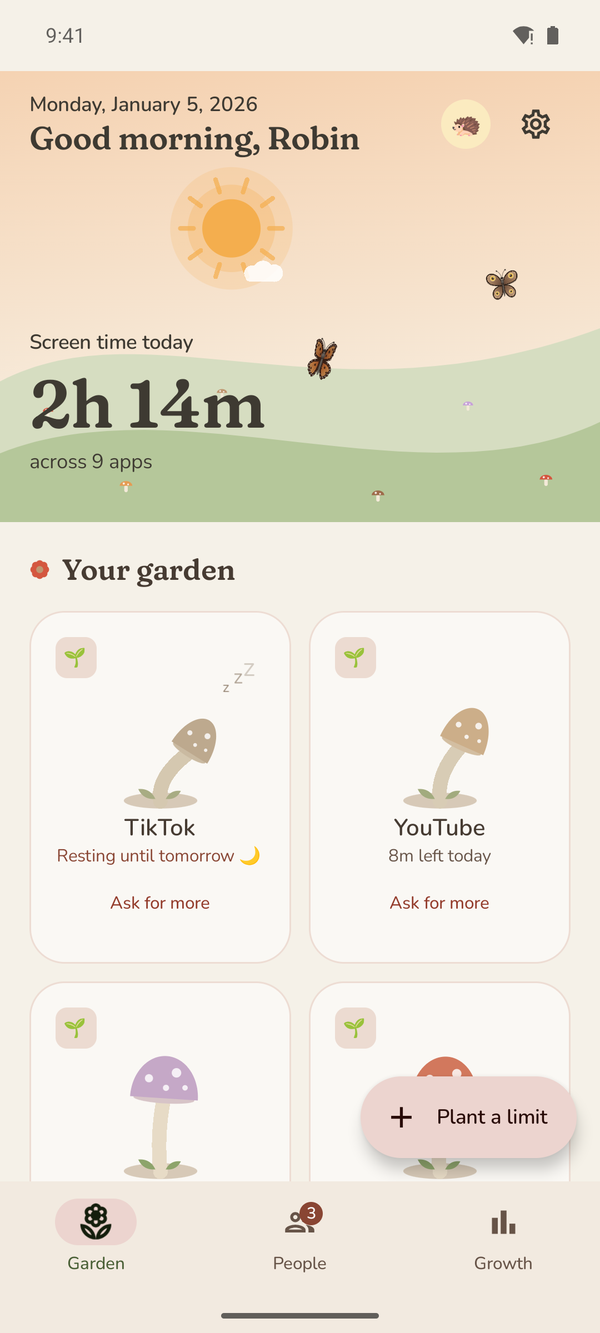 9:41
Monday, January 5, 2026
Good morning, Robin
Screen time today
2h 14m
across 9 apps
Your garden
z z Z
TikTok
Resting until tomorrow 🌙
Ask for more
YouTube
8m left today
Ask for more
+ Plant a limit
3
Garden
People
Growth